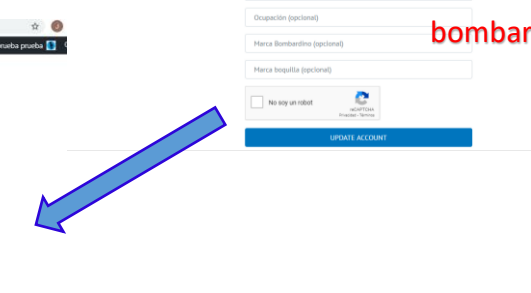 Ocupación (opcional)
bombar
J
prueba prueba
Marca Bombardino (opcional)
Marca boquilla (opcional)
No soy un robot
reCAPTCHA
Privacidad - Términos
UPDATE ACCOUNT